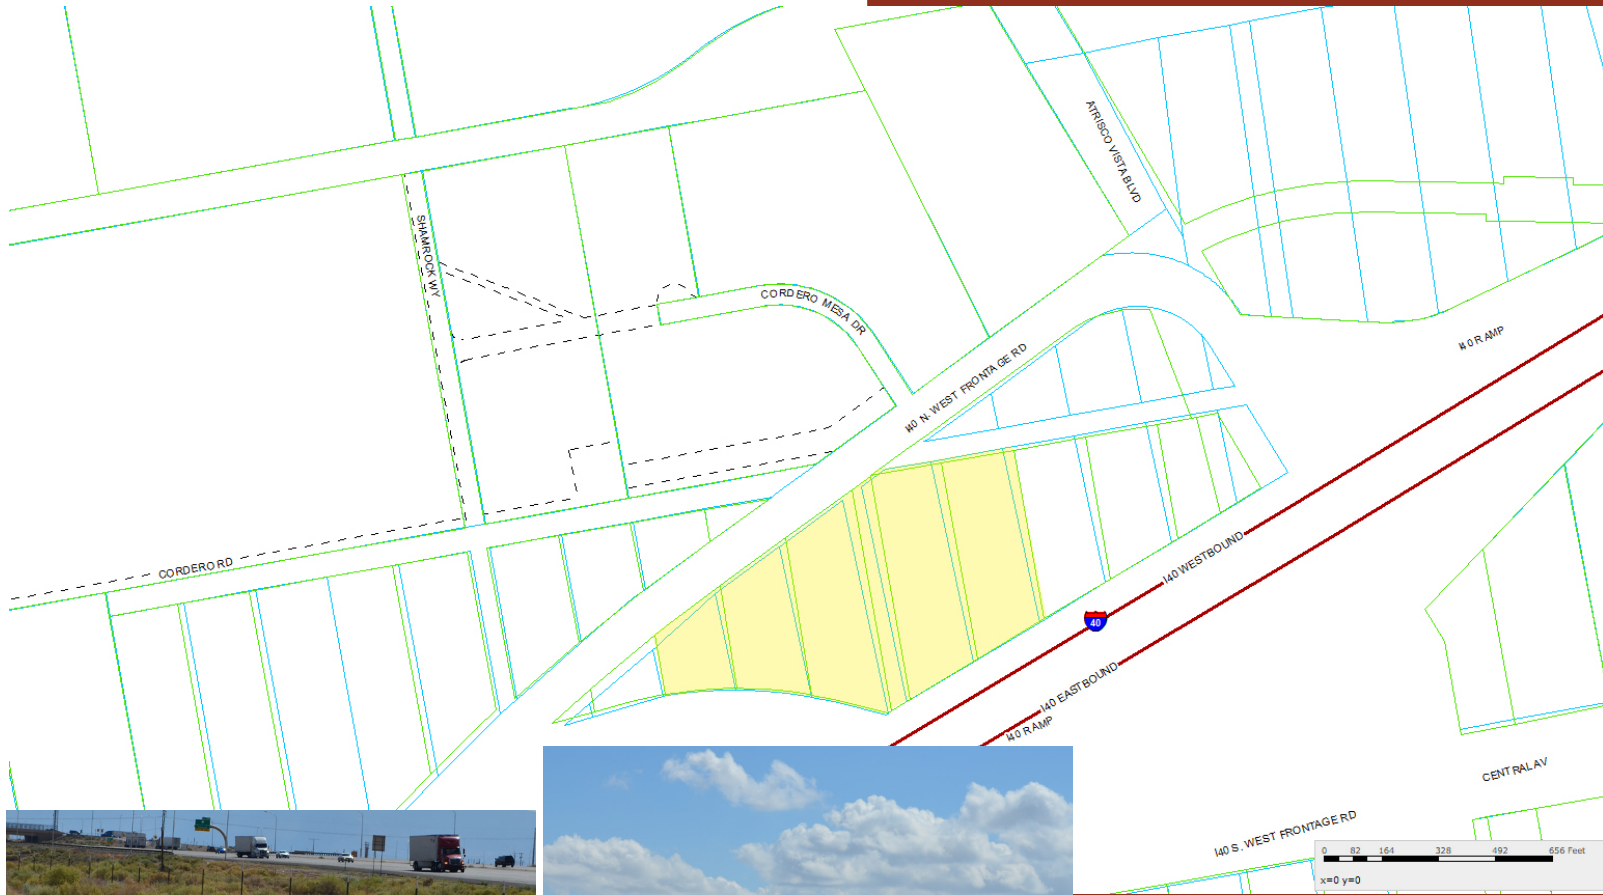 ATRISCO VISTA BLVD
SHAMROCK WY
CORDERO MESA DR
I40 RAMP
I40 N. WEST FRONTAGE RD
I40 WESTBOUND
CORDERO RD
40
I40 EASTBOUND
I40 RAMP
CENTRAL AV
I40 S. WEST FRONTAGE RD
0 82 164 328 492 656 Feet
x=0 y=0